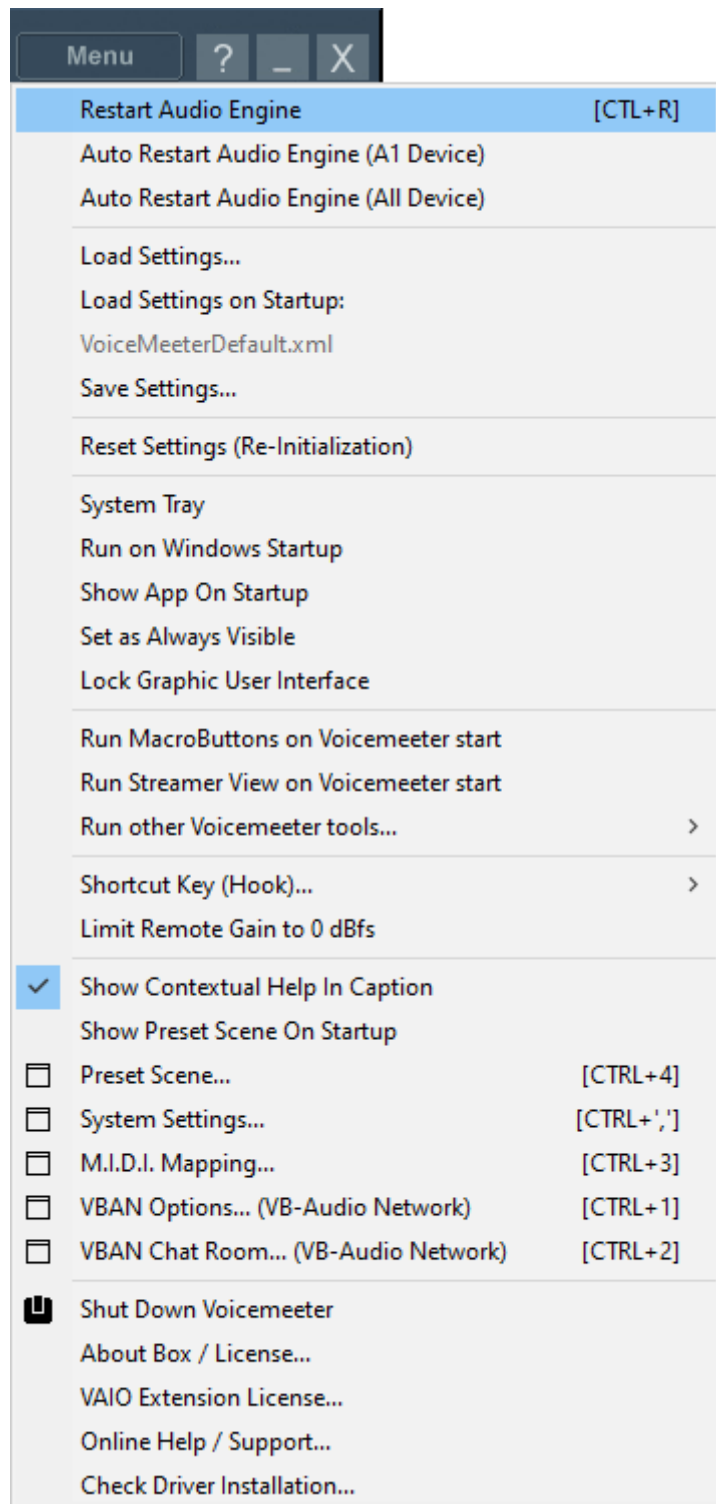 Menu ? _ X
Restart Audio Engine [CTL+R]
Auto Restart Audio Engine (A1 Device)
Auto Restart Audio Engine (All Device)
Load Settings...
Load Settings on Startup:
VoiceMeeterDefault.xml
Save Settings...
Reset Settings (Re-Initialization)
System Tray
Run on Windows Startup
Show App On Startup
Set as Always Visible
Lock Graphic User Interface
Run MacroButtons on Voicemeeter start
Run Streamer View on Voicemeeter start
Run other Voicemeeter tools...
Shortcut Key (Hook)...
Limit Remote Gain to 0 dBfs
Show Contextual Help In Caption
Show Preset Scene On Startup
Preset Scene... [CTRL+4]
System Settings... [CTRL+',']
M.I.D.I. Mapping... [CTRL+3]
VBAN Options... (VB-Audio Network) [CTRL+1]
VBAN Chat Room... (VB-Audio Network) [CTRL+2]
Shut Down Voicemeeter
About Box / License...
VAIO Extension License...
Online Help / Support...
Check Driver Installation...